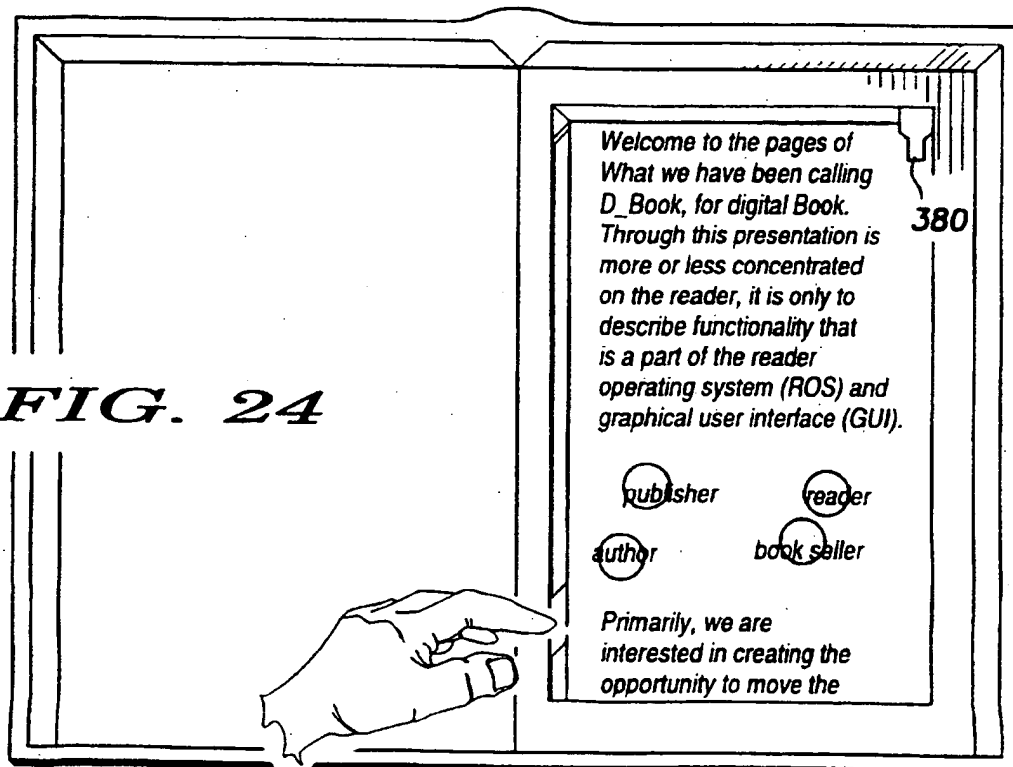 FIG. 24
Welcome to the pages of
What we have been calling
D_Book, for digital Book.
Through this presentation is
more or less concentrated
on the reader, it is only to
describe functionality that
is a part of the reader
operating system (ROS) and
graphical user interface (GUI).
380
publisher reader
author book seller
Primarily, we are
interested in creating the
opportunity to move the